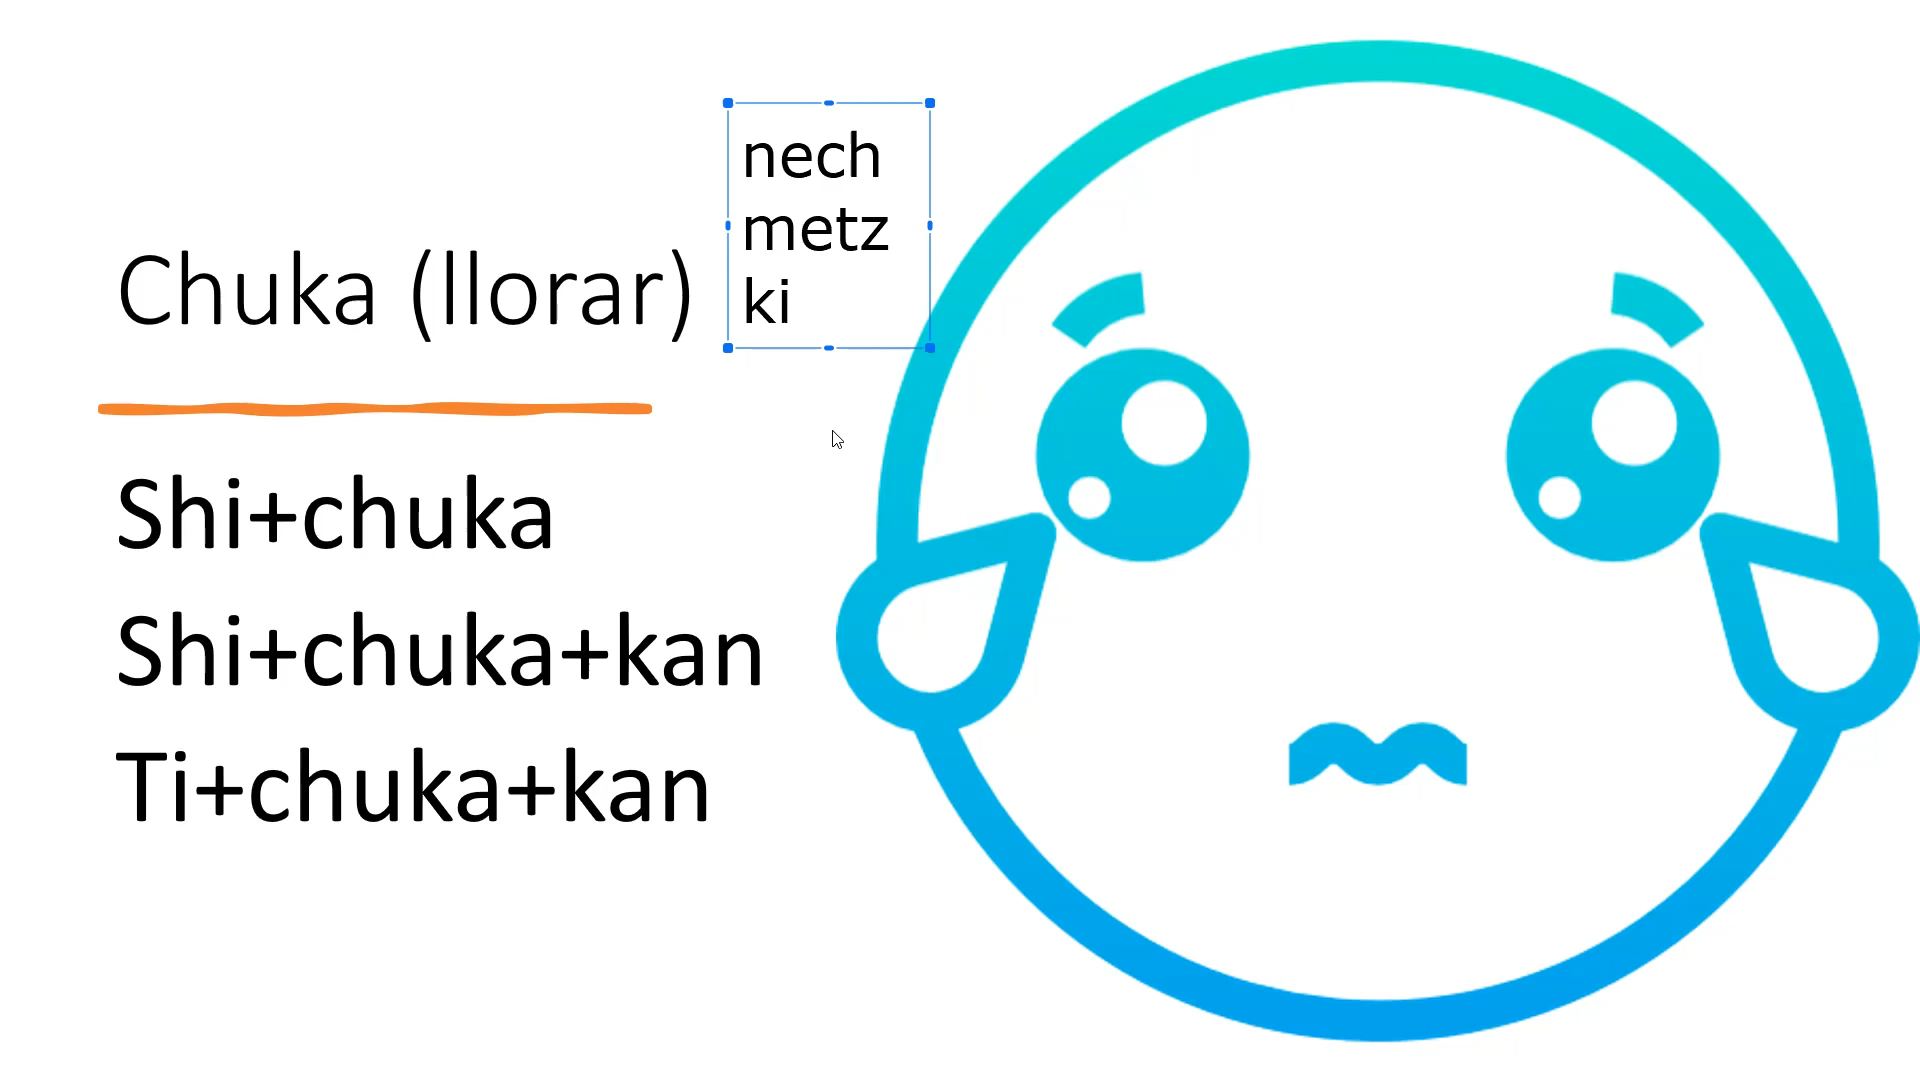 nech
metz
ki
Chuka (llorar)
Shi+chuka
Shi+chuka+kan
Ti+chuka+kan